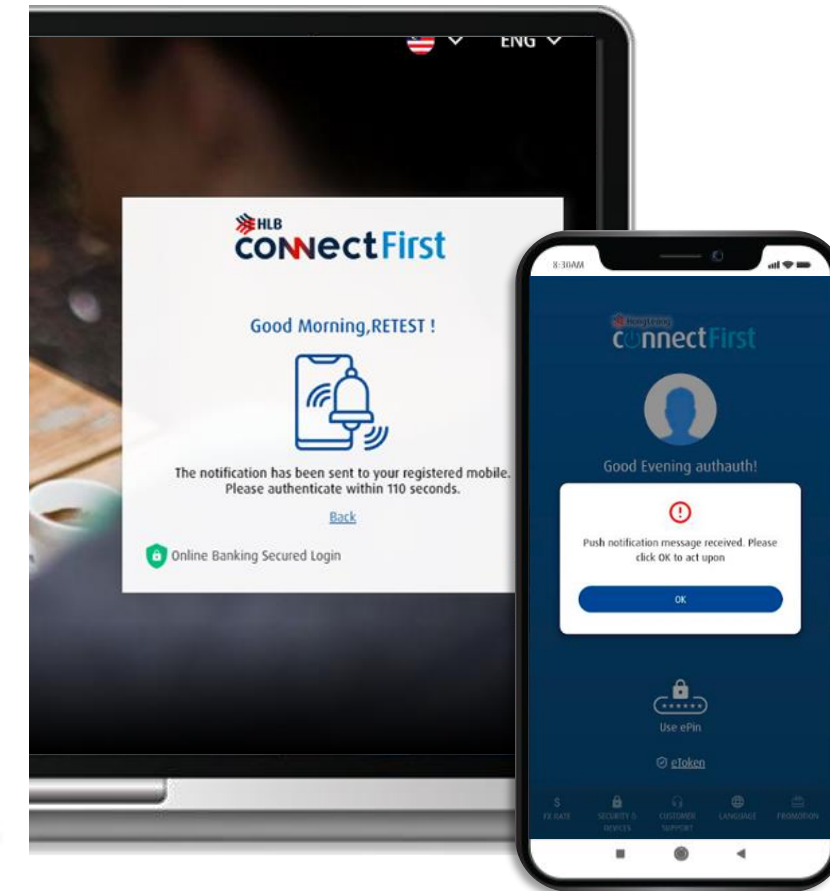 ENG
HLB
connectFirst
Good Morning,RETEST !
The notification has been sent to your registered mobile.
Please authenticate within 110 seconds.
Back
Online Banking Secured Login
8:30AM
HongLeong
connectFirst
Good Evening authauth!
Push notification message received. Please
click OK to act upon
OK
Use ePin
eToken
FX RATE
SECURITY &
DEVICES
CUSTOMER
SUPPORT
LANGUAGE
PROMOTION